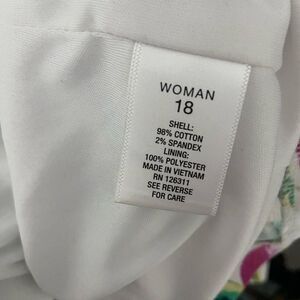 WOMAN
18
SHELL:
98% COTTON
2% SPANDEX
LINING:
100% POLYESTER
MADE IN VIETNAM
RN 126311
SEE REVERSE
FOR CARE